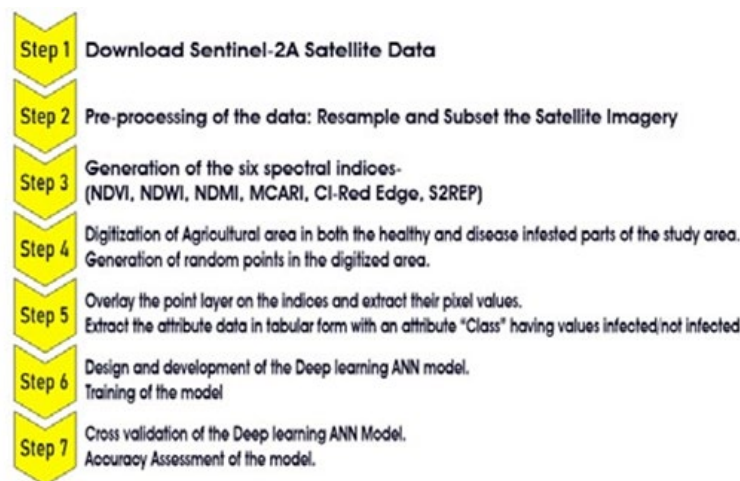 Step 1 Download Sentinel-2A Satellite Data
Step 2 Pre-processing of the data: Resample and Subset the Satellite Imagery
Step 3 Generation of the six spectral indices-
(NDVI, NDWI, NDMI, MCARI, CI-Red Edge, S2REP)
Step 4 Digitization of Agricultural area in both the healthy and disease infested parts of the study area.
Generation of random points in the digitized area.
Step 5 Overlay the point layer on the indices and extract their pixel values.
Extract the attribute data in tabular form with an attribute "Class" having values infected/not infected
Step 6 Design and development of the Deep learning ANN model.
Training of the model
Step 7 Cross validation of the Deep learning ANN Model.
Accuracy Assessment of the model.